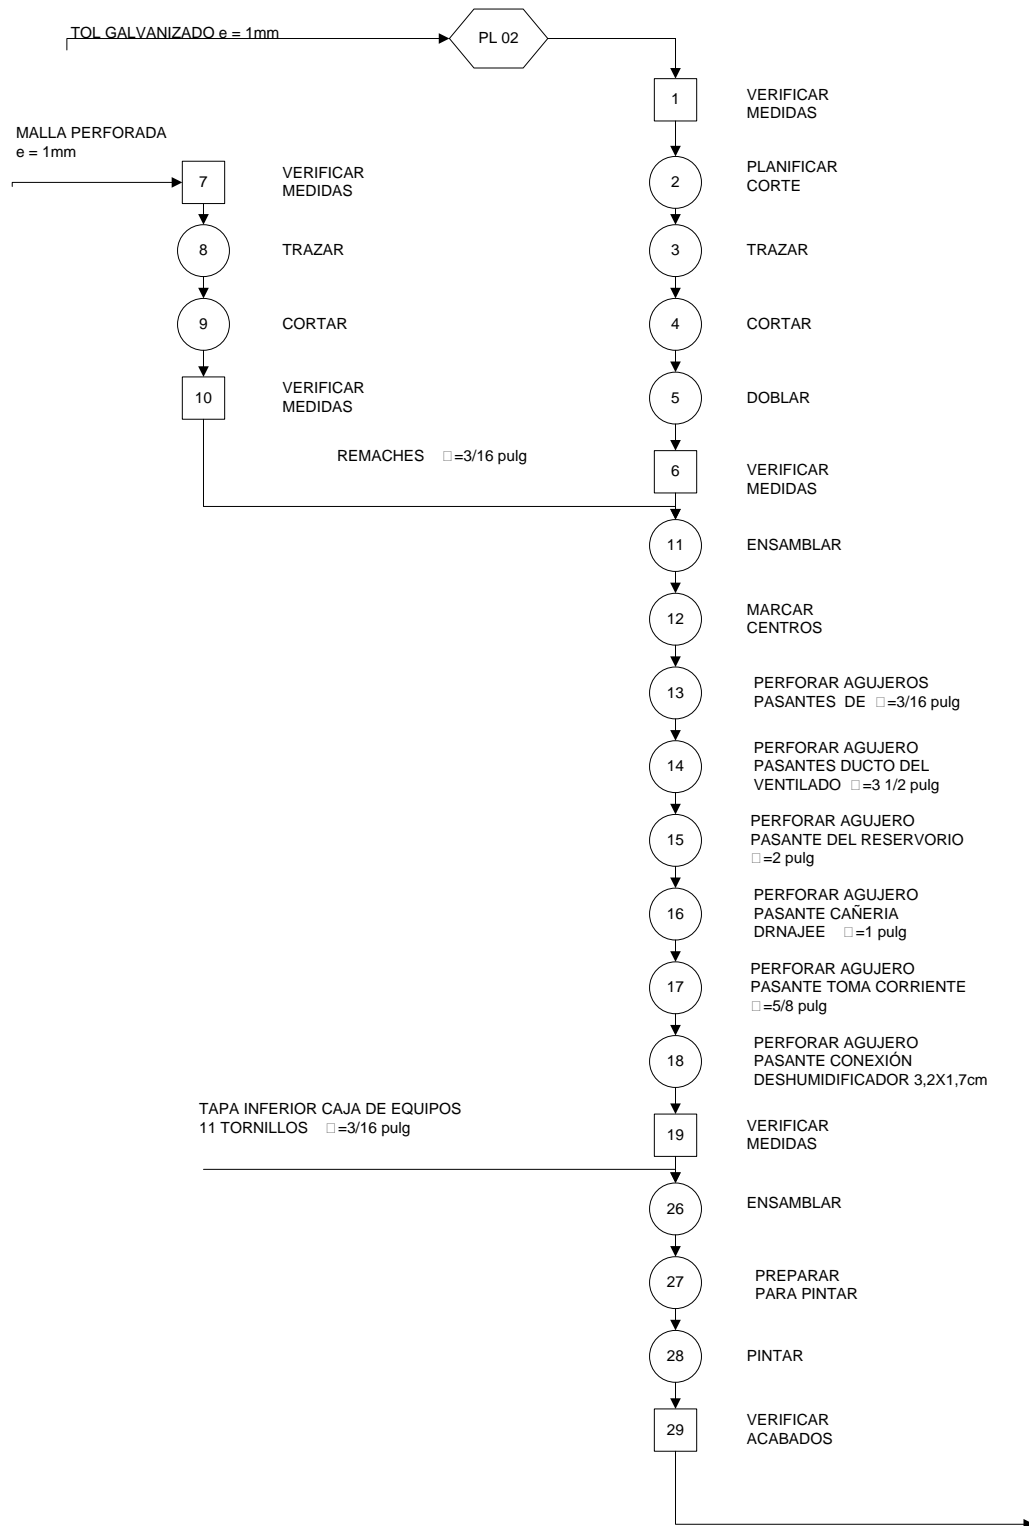 TOL GALVANIZADO e = 1mm
PL 02
1
VERIFICAR
MEDIDAS
MALLA PERFORADA
e = 1mm
7
VERIFICAR
MEDIDAS
2
PLANIFICAR
CORTE
8
TRAZAR
3
TRAZAR
9
CORTAR
4
CORTAR
10
VERIFICAR
MEDIDAS
5
DOBLAR
REMACHES □=3/16 pulg
6
VERIFICAR
MEDIDAS
11
ENSAMBLAR
12
MARCAR
CENTROS
13
PERFORAR AGUJEROS
PASANTES DE □=3/16 pulg
14
PERFORAR AGUJERO
PASANTES DUCTO DEL
VENTILADO □=3 1/2 pulg
15
PERFORAR AGUJERO
PASANTE DEL RESERVORIO
□=2 pulg
16
PERFORAR AGUJERO
PASANTE CAÑERIA
DRNAJEE □=1 pulg
17
PERFORAR AGUJERO
PASANTE TOMA CORRIENTE
□=5/8 pulg
18
PERFORAR AGUJERO
PASANTE CONEXIÓN
DESHUMIDIFICADOR 3,2X1,7cm
TAPA INFERIOR CAJA DE EQUIPOS
11 TORNILLOS □=3/16 pulg
19
VERIFICAR
MEDIDAS
26
ENSAMBLAR
27
PREPARAR
PARA PINTAR
28
PINTAR
29
VERIFICAR
ACABADOS